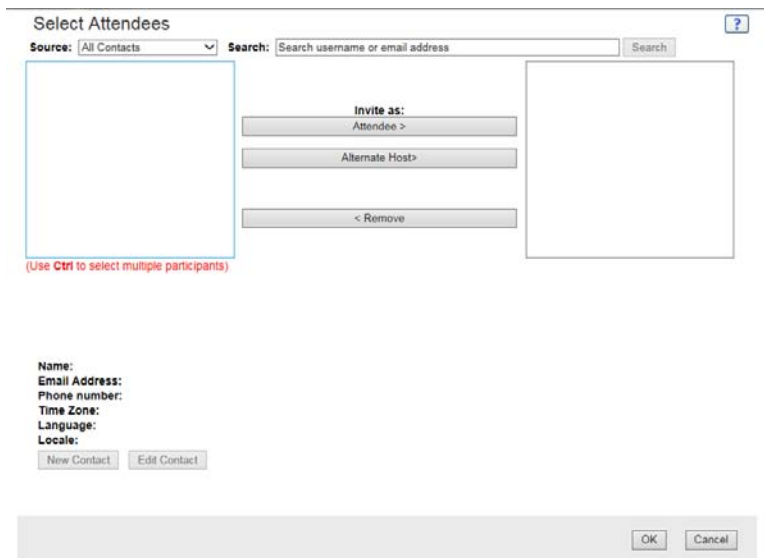 Select Attendees
?
Source: All Contacts Search: Search username or email address Search
Invite as:
Attendee >
Alternate Host>
< Remove
(Use Ctrl to select multiple participants)
Name:
Email Address:
Phone number:
Time Zone:
Language:
Locale:
New Contact Edit Contact
OK Cancel